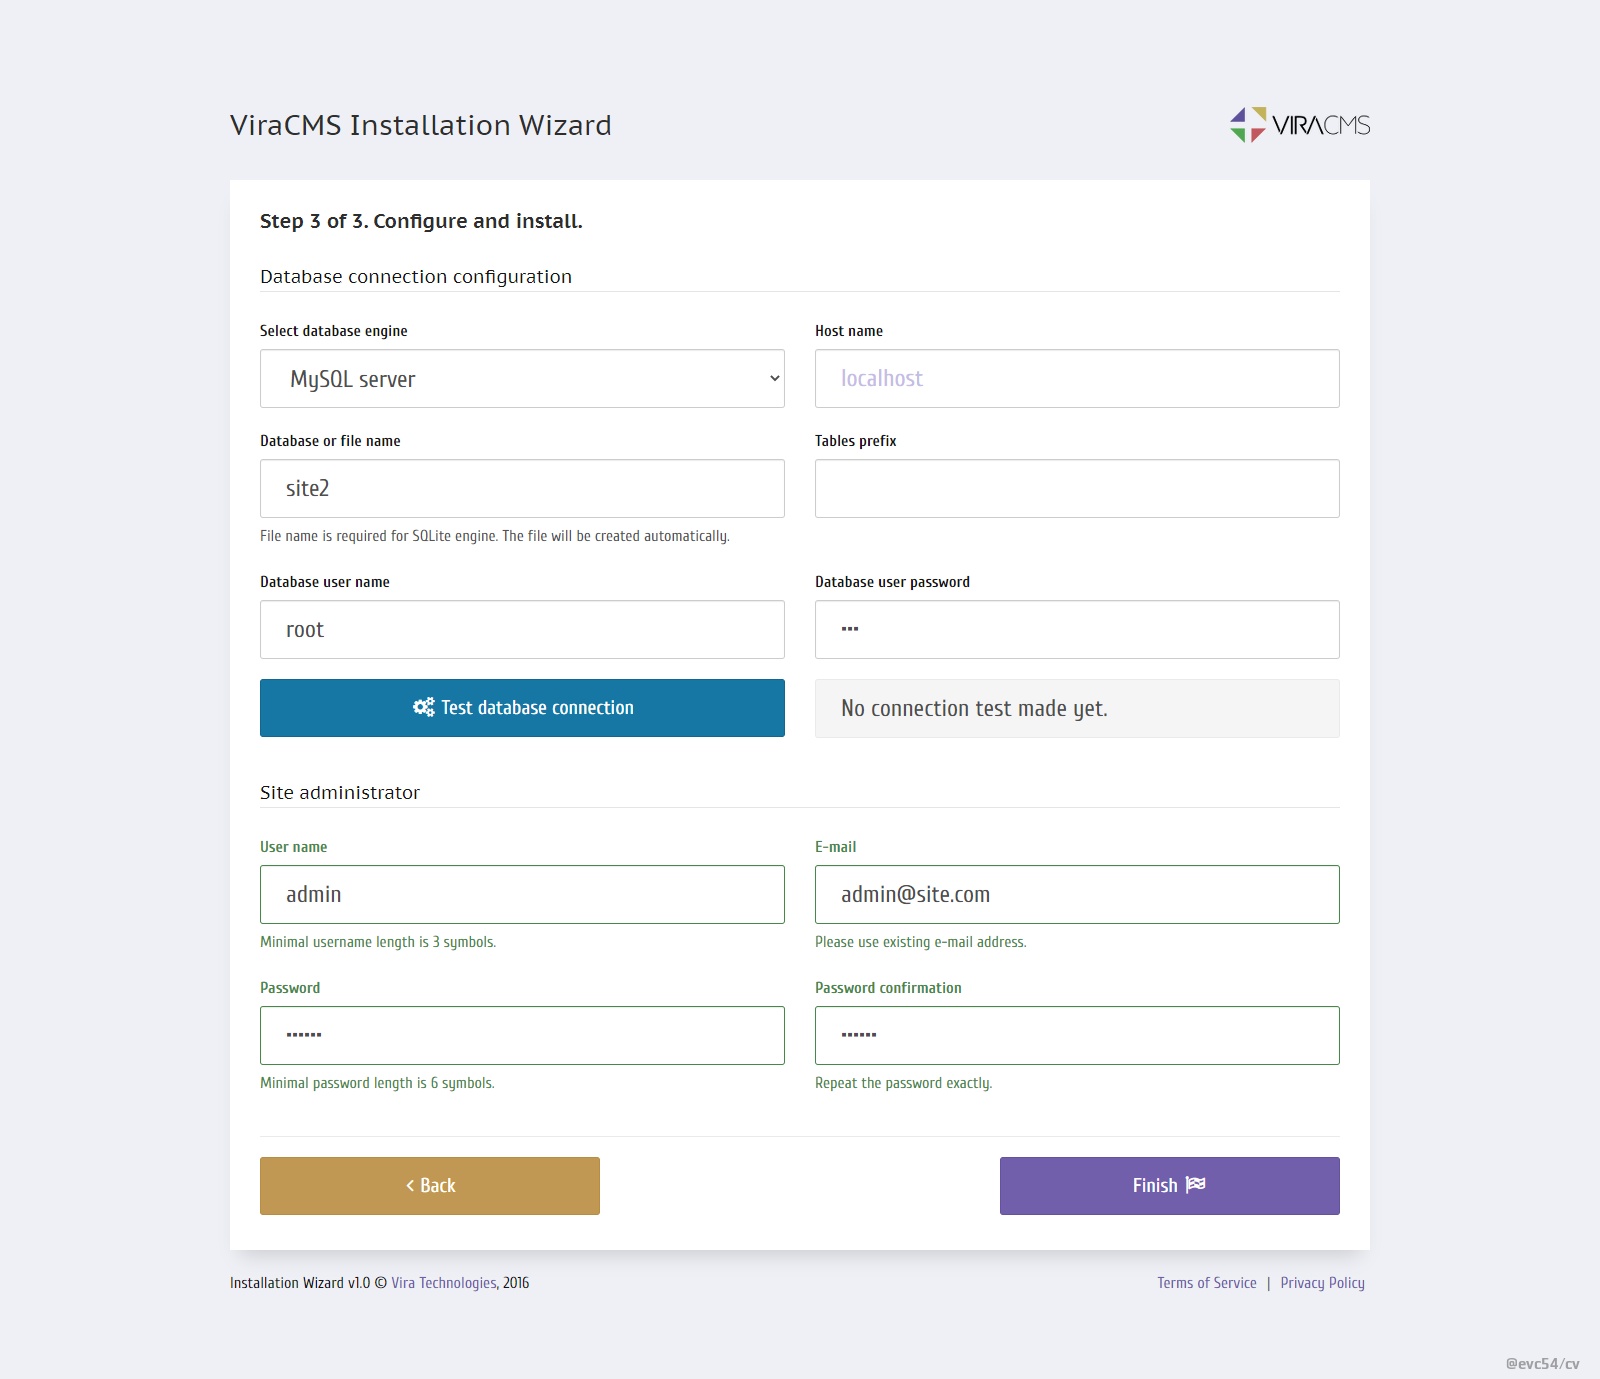 ViraCMS Installation Wizard
VIRACMS
Step 3 of 3. Configure and install.
Database connection configuration
Select database engine
Host name
MySQL server
localhost
Database or file name
Tables prefix
site2
File name is required for SQLite engine. The file will be created automatically.
Database user name
Database user password
root
•••
Test database connection
No connection test made yet.
Site administrator
User name
E-mail
admin
admin@site.com
Minimal username length is 3 symbols.
Please use existing e-mail address.
Password
Password confirmation
••••••
••••••
Minimal password length is 6 symbols.
Repeat the password exactly.
< Back
Finish
Installation Wizard v1.0 © Vira Technologies, 2016
Terms of Service | Privacy Policy
@evc54/cv